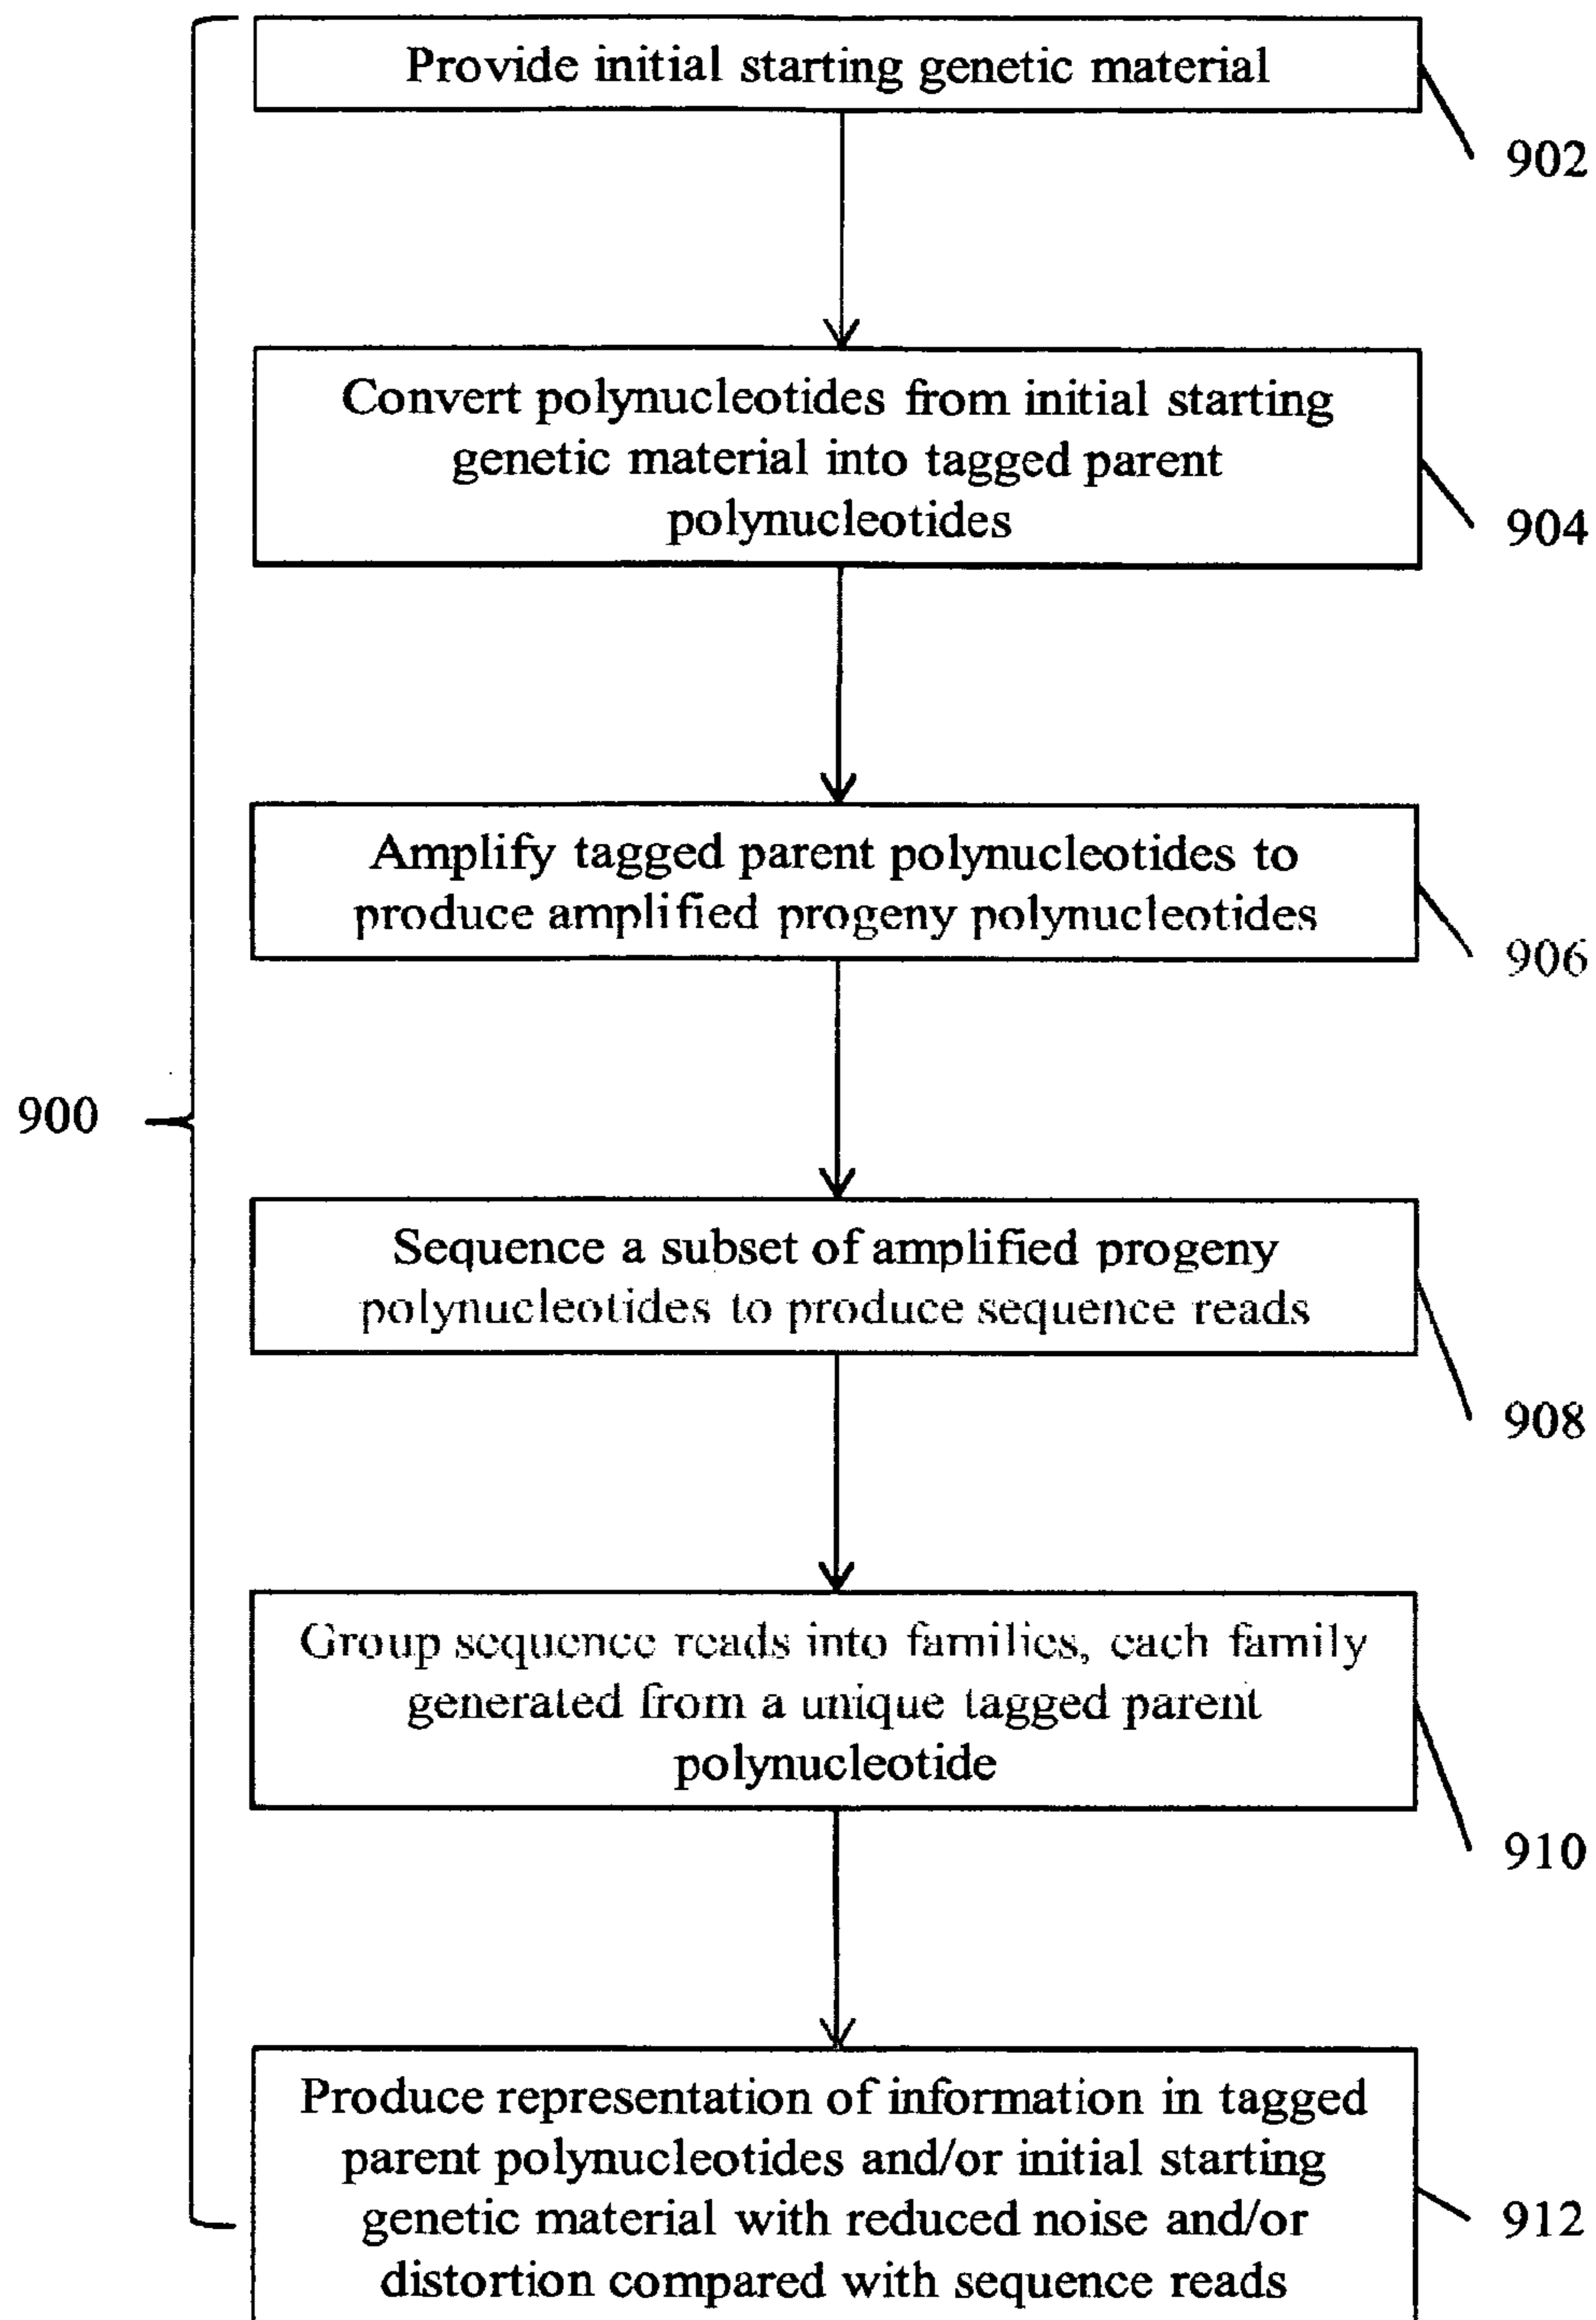 Provide initial starting genetic material
902
Convert polynucleotides from initial starting
genetic material into tagged parent
polynucleotides
904
Amplify tagged parent polynucleotides to
produce amplified progeny polynucleotides
906
900
Sequence a subset of amplified progeny
polynucleotides to produce sequence reads
908
Group sequence reads into families, each family
generated from a unique tagged parent
polynucleotide
910
Produce representation of information in tagged
parent polynucleotides and/or initial starting
genetic material with reduced noise and/or
distortion compared with sequence reads
912